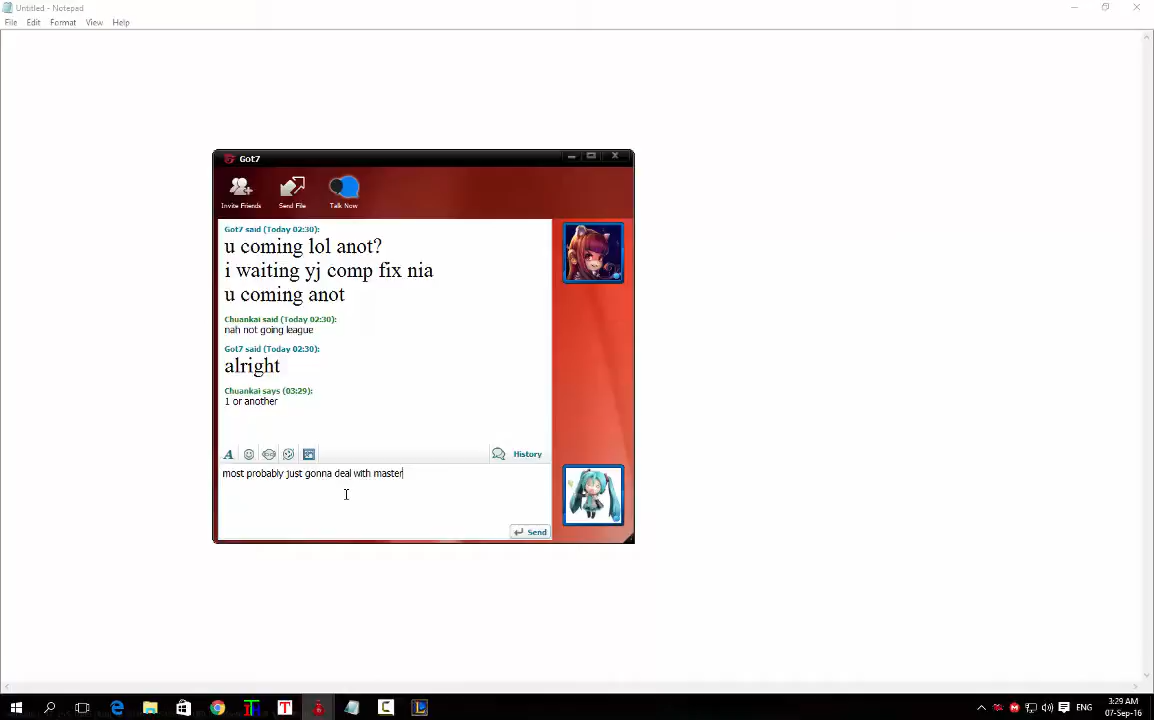 Untitled - Notepad
File Edit Format View Help
Got7
Invite Friends Send File Talk Now
Got7 said (Today 02:30):
u coming lol anot?
i waiting yj comp fix nia
u coming anot
Chuankai said (Today 02:30):
nah not going league
Got7 said (Today 02:30):
alright
Chuankai says (03:29):
1 or another
A History
most probably just gonna deal with master
Send
3:29 AM
ENG
07-Sep-16